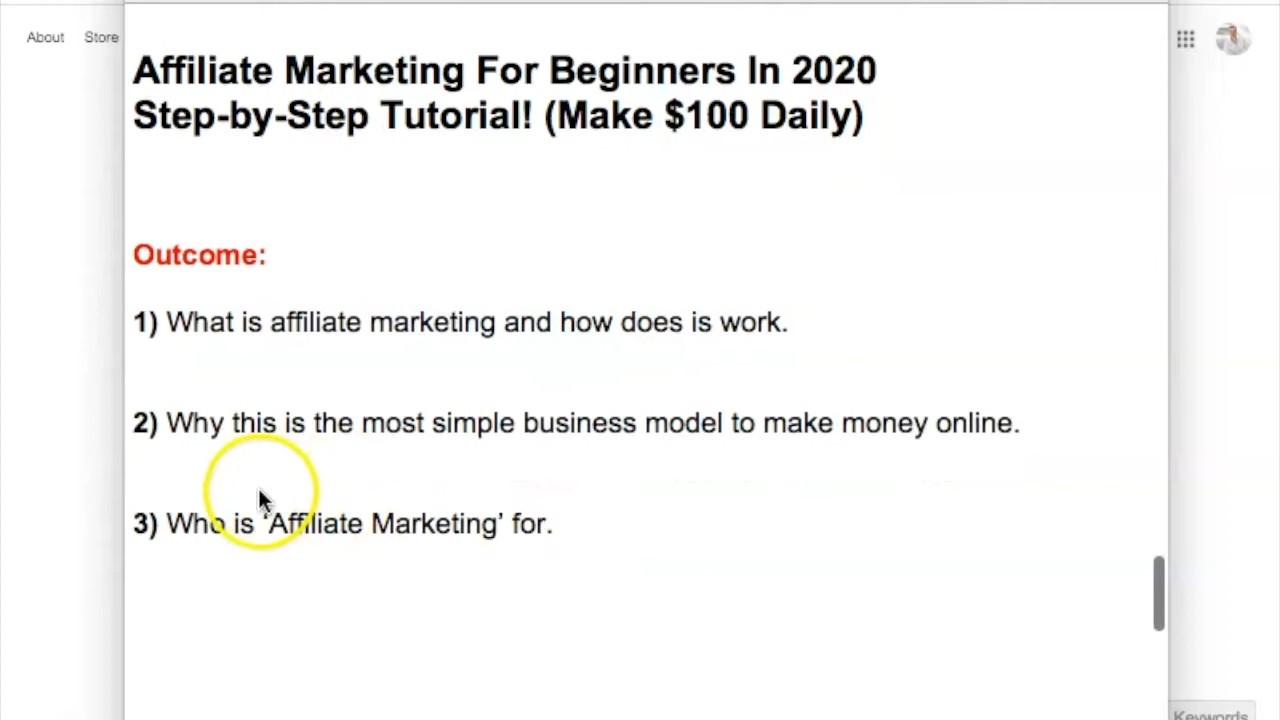 About Store
Affiliate Marketing For Beginners In 2020
Step-by-Step Tutorial! (Make $100 Daily)
Outcome:
1) What is affiliate marketing and how does is work.
2) Why this is the most simple business model to make money online.
3) Who is ‘Affiliate Marketing’ for.
Keywords